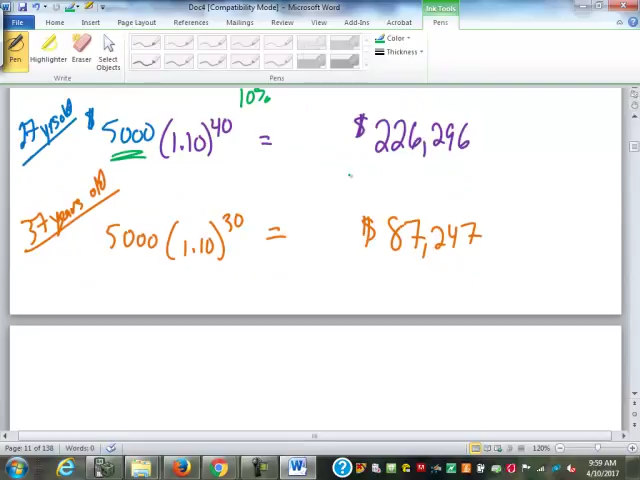 Doc4 [Compatibility Mode] - Microsoft Word
Ink Tools
File Home Insert Page Layout References Mailings Review View Add-Ins Acrobat Pens
Pen Highlighter Eraser Select Objects
Color
Thickness
Write Pens
10%
27 yrs old $ 5000 (1.10)^40 = $ 226,296
37 years old 5000 (1.10)^30 = $ 87,247
Page: 11 of 138 Words: 0 120%
9:59 AM
4/10/2017